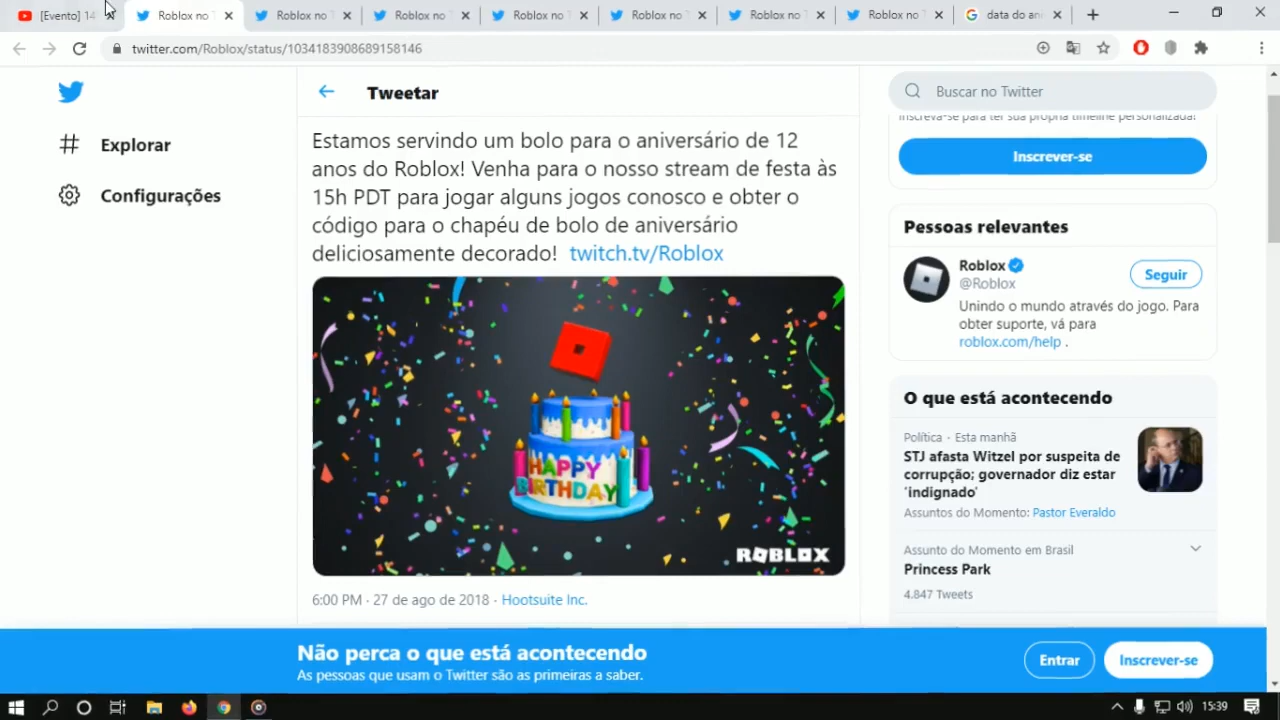 [Evento] 14
Roblox no T
Roblox no T
Roblox no T
Roblox no T
Roblox no T
Roblox no T
Roblox no T
data do ani
twitter.com/Roblox/status/1034183908689158146
Explorar
Configurações
Tweetar
Estamos servindo um bolo para o aniversário de 12
anos do Roblox! Venha para o nosso stream de festa às
15h PDT para jogar alguns jogos conosco e obter o
código para o chapéu de bolo de aniversário
deliciosamente decorado! twitch.tv/Roblox
HAPPY
BIRTHDAY
ROBLOX
6:00 PM · 27 de ago de 2018 · Hootsuite Inc.
Buscar no Twitter
Inscreva-se para ter sua própria timeline personalizada!
Inscrever-se
Pessoas relevantes
Roblox
@Roblox
Seguir
Unindo o mundo através do jogo. Para
obter suporte, vá para
roblox.com/help .
O que está acontecendo
Política · Esta manhã
STJ afasta Witzel por suspeita de
corrupção; governador diz estar
'indignado'
Assuntos do Momento: Pastor Everaldo
Assunto do Momento em Brasil
Princess Park
4.847 Tweets
Não perca o que está acontecendo
As pessoas que usam o Twitter são as primeiras a saber.
Entrar
Inscrever-se
15:39